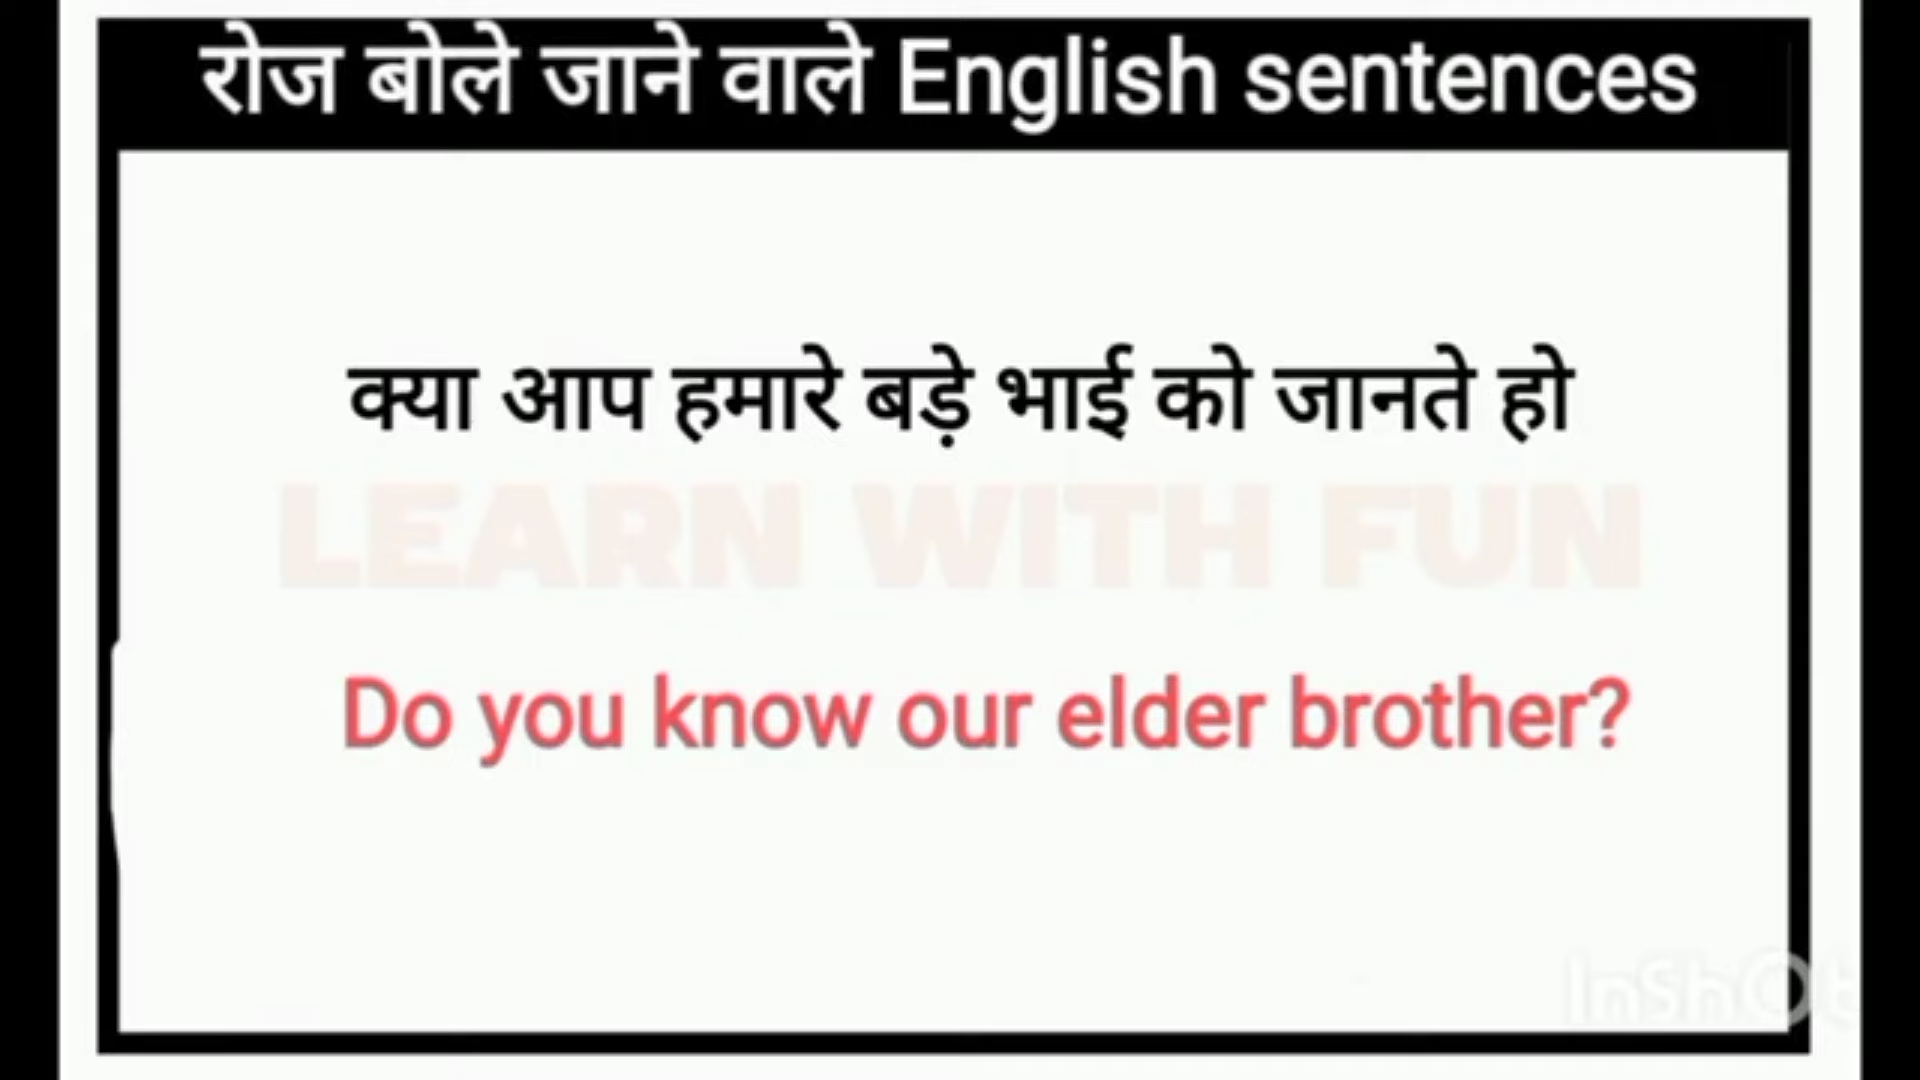 रोज बोले जाने वाले English sentences
क्या आप हमारे बड़े भाई को जानते हो
LEARN WITH FUN
Do you know our elder brother?
InShOt